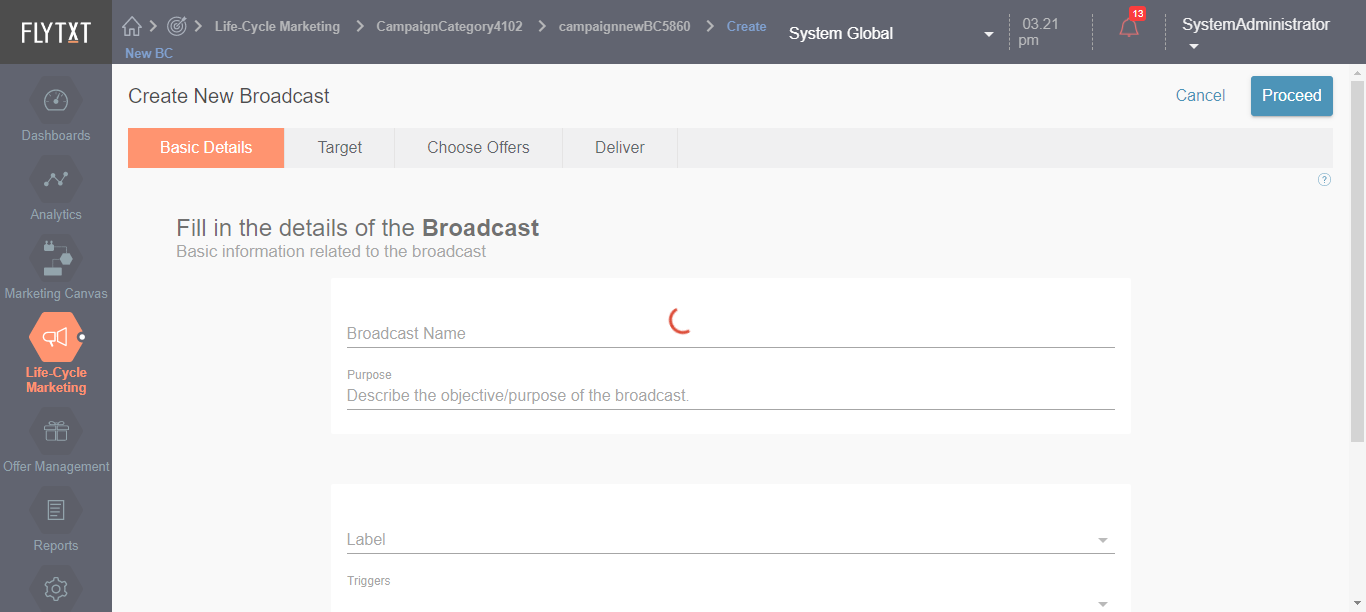 FLYTXT
Life-Cycle Marketing CampaignCategory4102 campaignnewBC5860 Create
New BC
System Global
03.21
pm
13
SystemAdministrator
Dashboards
Analytics
Marketing Canvas
Life-Cycle
Marketing
Offer Management
Reports
Create New Broadcast
Cancel
Proceed
Basic Details
Target
Choose Offers
Deliver
?
Fill in the details of the Broadcast
Basic information related to the broadcast
Broadcast Name
Purpose
Describe the objective/purpose of the broadcast.
Label
Triggers